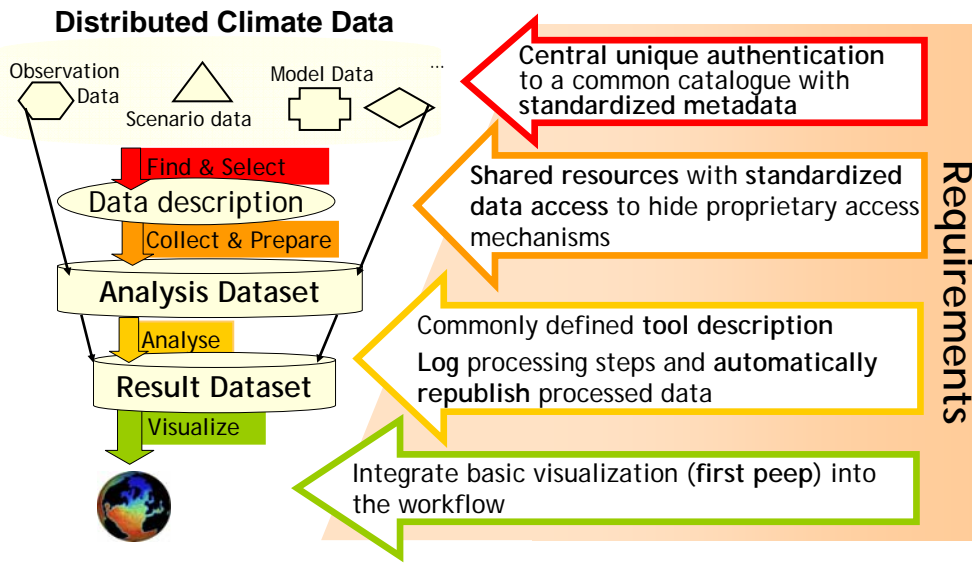 Distributed Climate Data
Observation
Data
Scenario data
Model Data
...
Find & Select
Data description
Collect & Prepare
Analysis Dataset
Analyse
Result Dataset
Visualize
Central unique authentication
to a common catalogue with
standardized metadata
Shared resources with standardized
data access to hide proprietary access
mechanisms
Commonly defined tool description
Log processing steps and automatically
republish processed data
Integrate basic visualization (first peep) into
the workflow
Requirements